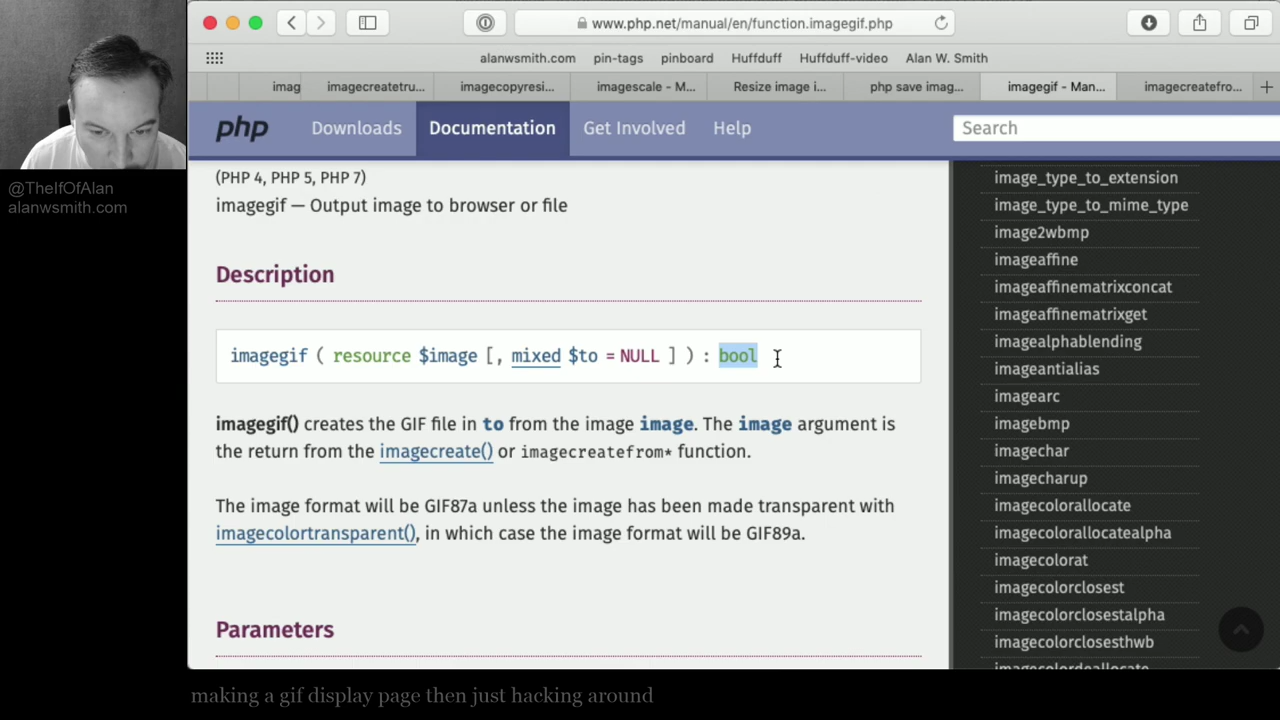 www.php.net/manual/en/function.imagegif.php
alanwsmith.com pin-tags pinboard Huffduff Huffduff-video Alan W. Smith
imag imagecreatetru... imagecopyresi... imagescale - M... Resize image i... php save imag... imagegif - Man... imagecreatefro...
php Downloads Documentation Get Involved Help Search
@TheIfOfAlan
alanwsmith.com
(PHP 4, PHP 5, PHP 7)
imagegif — Output image to browser or file
Description
imagegif ( resource $image [, mixed $to = NULL ] ) : bool
imagegif() creates the GIF file in to from the image image. The image argument is
the return from the imagecreate() or imagecreatefrom* function.
The image format will be GIF87a unless the image has been made transparent with
imagecolortransparent(), in which case the image format will be GIF89a.
Parameters
image_type_to_extension
image_type_to_mime_type
image2wbmp
imageaffine
imageaffinematrixconcat
imageaffinematrixget
imagealphablending
imageantialias
imagearc
imagebmp
imagechar
imagecharup
imagecolorallocate
imagecolorallocatealpha
imagecolorat
imagecolorclosest
imagecolorclosestalpha
imagecolorclosesthwb
imagecolordeallocate
making a gif display page then just hacking around